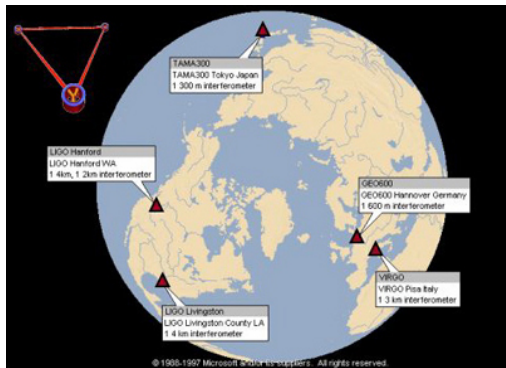 TAMA300
TAMA300 Tokyo Japan
1 300 m interferometer
LIGO Hanford
LIGO Hanford WA
1 4km, 1 2km interferometer
GEO600
GEO600 Hannover Germany
1 600 m interferometer
VIRGO
VIRGO Pisa Italy
1 3 km interferometer
LIGO Livingston
LIGO Livingston County LA
1 4 km interferometer
© 1988-1997 Microsoft and/or its suppliers. All rights reserved.